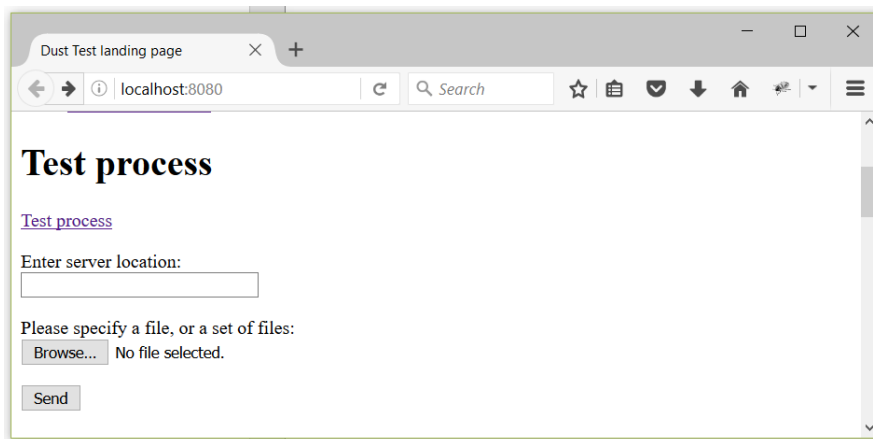 Dust Test landing page
localhost:8080
Search
Test process
Test process
Enter server location:
Please specify a file, or a set of files:
Browse... No file selected.
Send